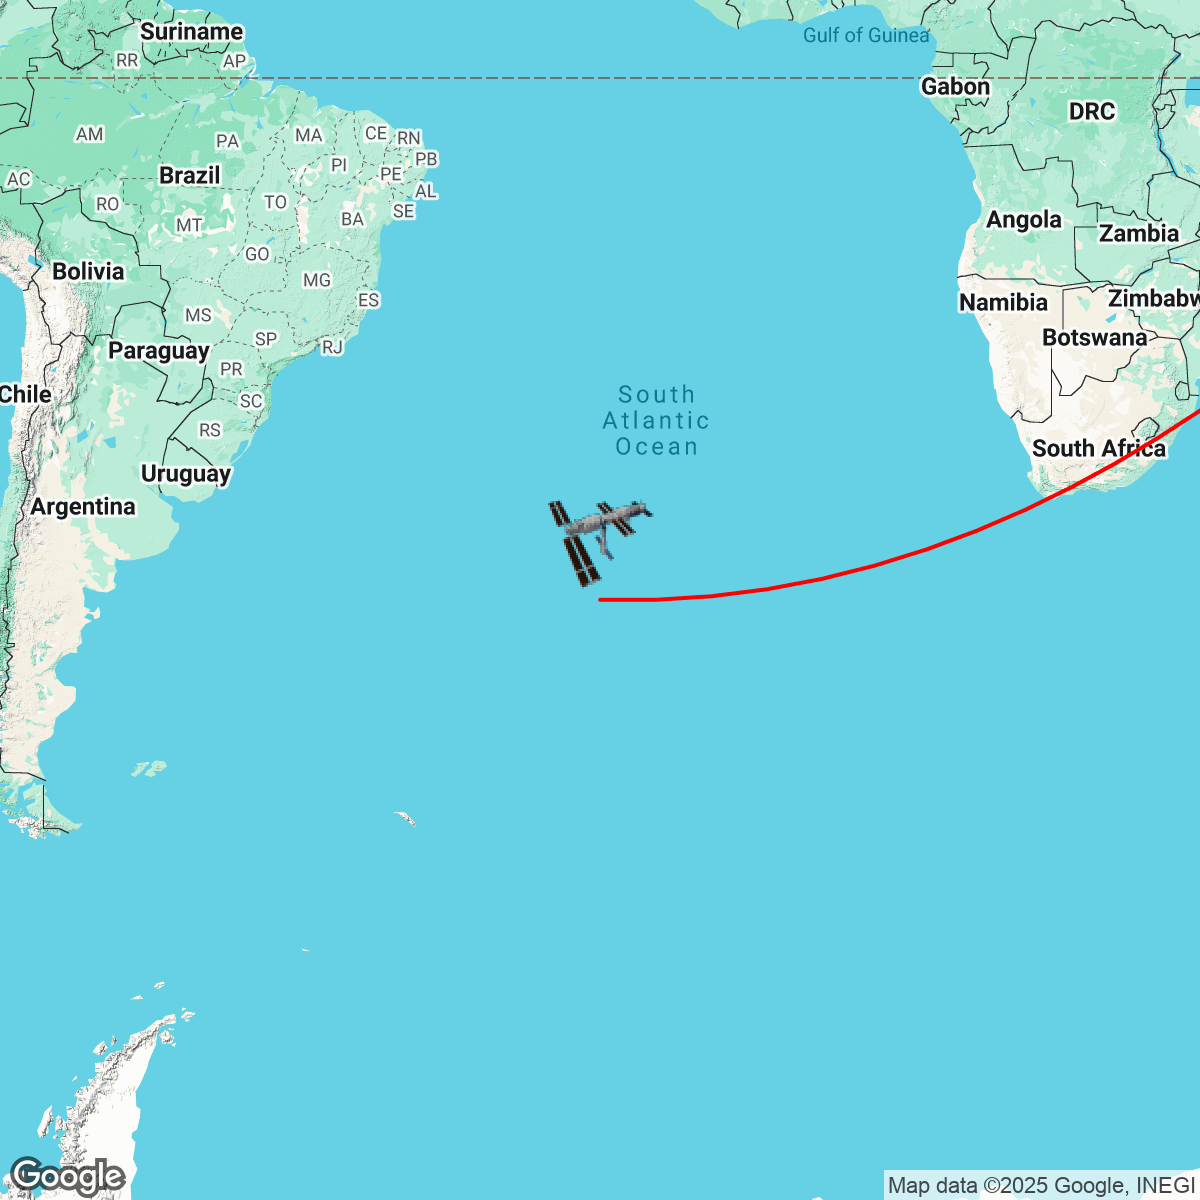 Suriname
Gulf of Guinea
RR
AP
Gabon
DRC
AM
PA
MA
CE
RN
PI
PB
Brazil
PE
AC
AL
RO
TO
SE
MT
BA
Angola
Zambia
GO
Bolivia
MG
ES
Namibia
Zimbabw
MS
SP
RJ
Botswana
Paraguay
PR
Chile
SC
South
Atlantic
Ocean
RS
South Africa
Uruguay
Argentina
Google
Map data ©2025 Google, INEGI